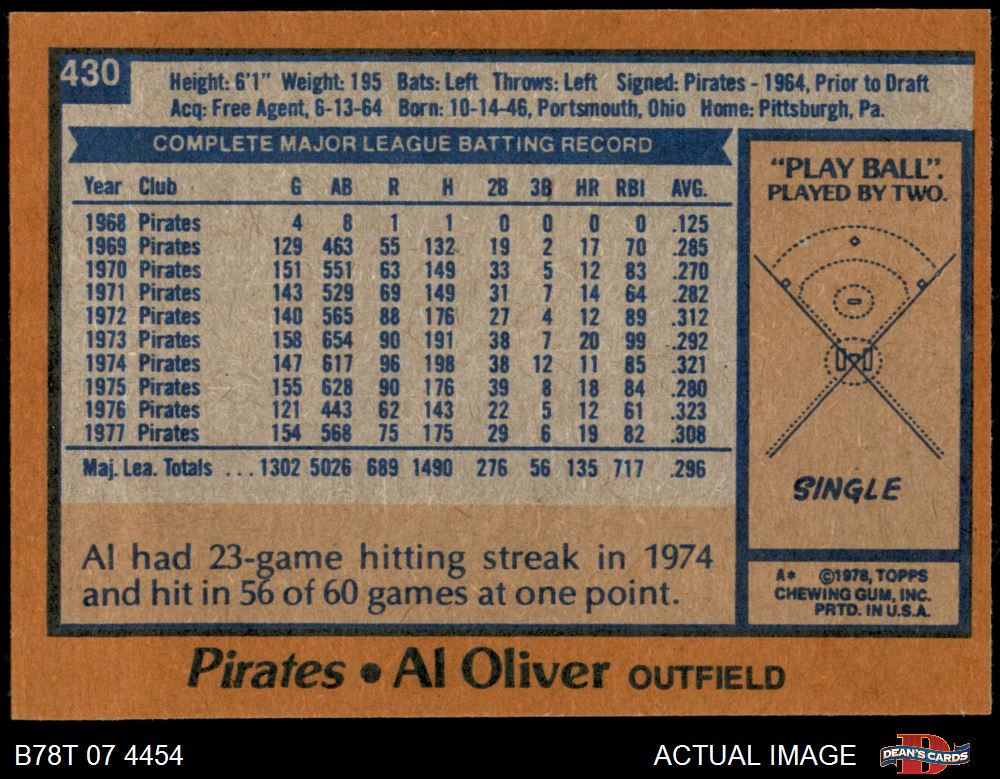 430
Height: 6'1" Weight: 195 Bats: Left Throws: Left Signed: Pirates - 1964, Prior to Draft
Acq: Free Agent, 6-13-64 Born: 10-14-46, Portsmouth, Ohio Home: Pittsburgh, Pa.
COMPLETE MAJOR LEAGUE BATTING RECORD
Year Club G AB R H 2B 3B HR RBI AVG.
1968 Pirates 4 8 1 1 0 0 0 0 .125
1969 Pirates 129 463 55 132 19 2 17 70 .285
1970 Pirates 151 551 63 149 33 5 12 83 .270
1971 Pirates 143 529 69 149 31 7 14 64 .282
1972 Pirates 140 565 88 176 27 4 12 89 .312
1973 Pirates 158 654 90 191 38 7 20 99 .292
1974 Pirates 147 617 96 198 38 12 11 85 .321
1975 Pirates 155 628 90 176 39 8 18 84 .280
1976 Pirates 121 443 62 143 22 5 12 61 .323
1977 Pirates 154 568 75 175 29 6 19 82 .308
Maj. Lea. Totals ... 1302 5026 689 1490 276 56 135 717 .296
Al had 23-game hitting streak in 1974
and hit in 56 of 60 games at one point.
"PLAY BALL".
PLAYED BY TWO.
SINGLE
A* ©1978, TOPPS
CHEWING GUM, INC.
PRTD. IN U.S.A.
Pirates • Al Oliver OUTFIELD
B78T 07 4454
ACTUAL IMAGE
DEAN'S CARDS